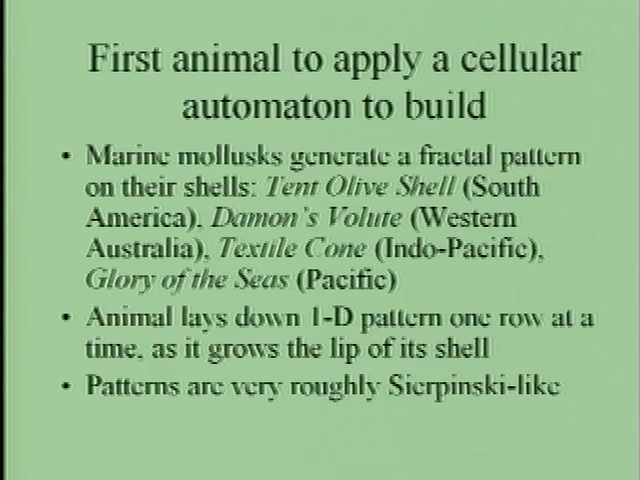 First animal to apply a cellular
automaton to build
• Marine mollusks generate a fractal pattern
on their shells: Tent Olive Shell (South
America), Damon's Volute (Western
Australia), Textile Cone (Indo-Pacific),
Glory of the Seas (Pacific)
• Animal lays down 1-D pattern one row at a
time, as it grows the lip of its shell
• Patterns are very roughly Sierpinski-like